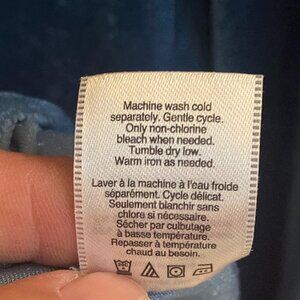 Machine wash cold
separately. Gentle cycle.
Only non-chlorine
bleach when needed.
Tumble dry low.
Warm iron as needed.
Laver à la machine à l'eau froide
séparément. Cycle délicat.
Seulement blanchir sans
chlore si nécessaire.
Sécher par culbutage
à basse température.
Repasser à température
chaud au besoin.